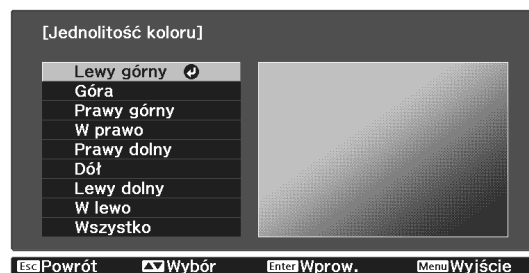 [Jednolitość koloru]
Lewy górny
Góra
Prawy górny
W prawo
Prawy dolny
Dół
Lewy dolny
W lewo
Wszystko
Esc Powrót Wybór Enter Wprow. Menu Wyjście